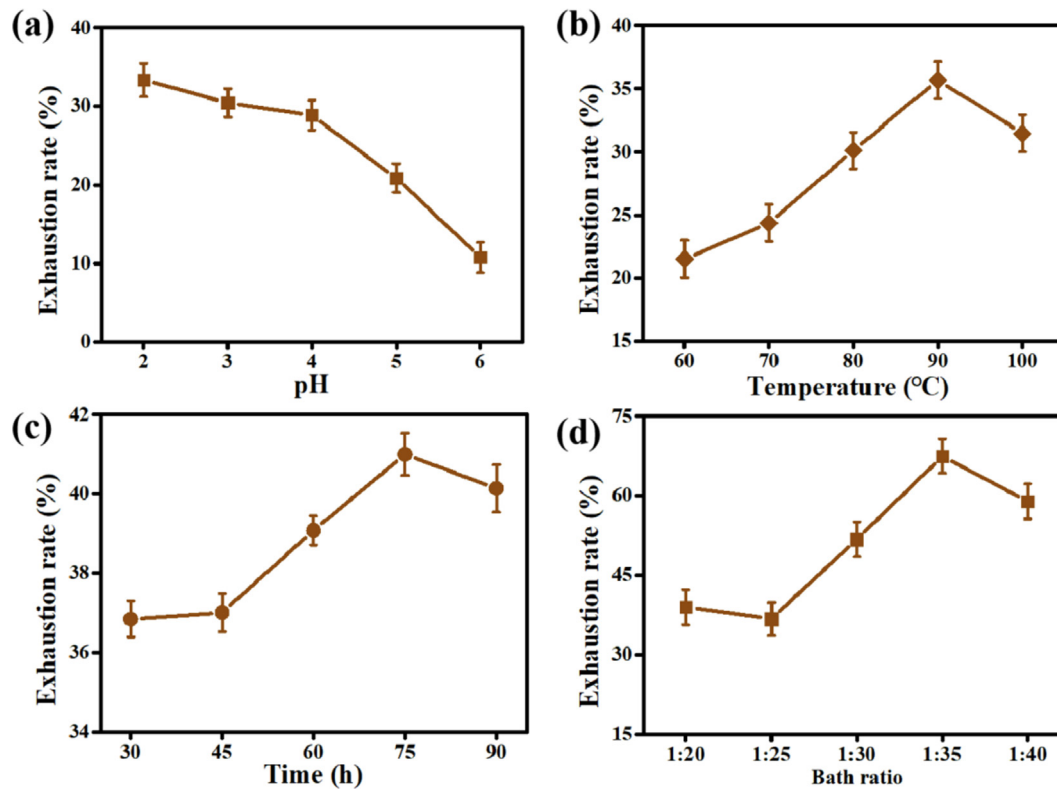 (a)
Exhaustion rate (%)
40
30
20
10
0
2 3 4 5 6
pH
(b)
Exhaustion rate (%)
40
35
30
25
20
15
60 70 80 90 100
Temperature (°C)
(c)
Exhaustion rate (%)
42
40
38
36
34
30 45 60 75 90
Time (h)
(d)
Exhaustion rate (%)
75
60
45
30
15
1:20 1:25 1:30 1:35 1:40
Bath ratio